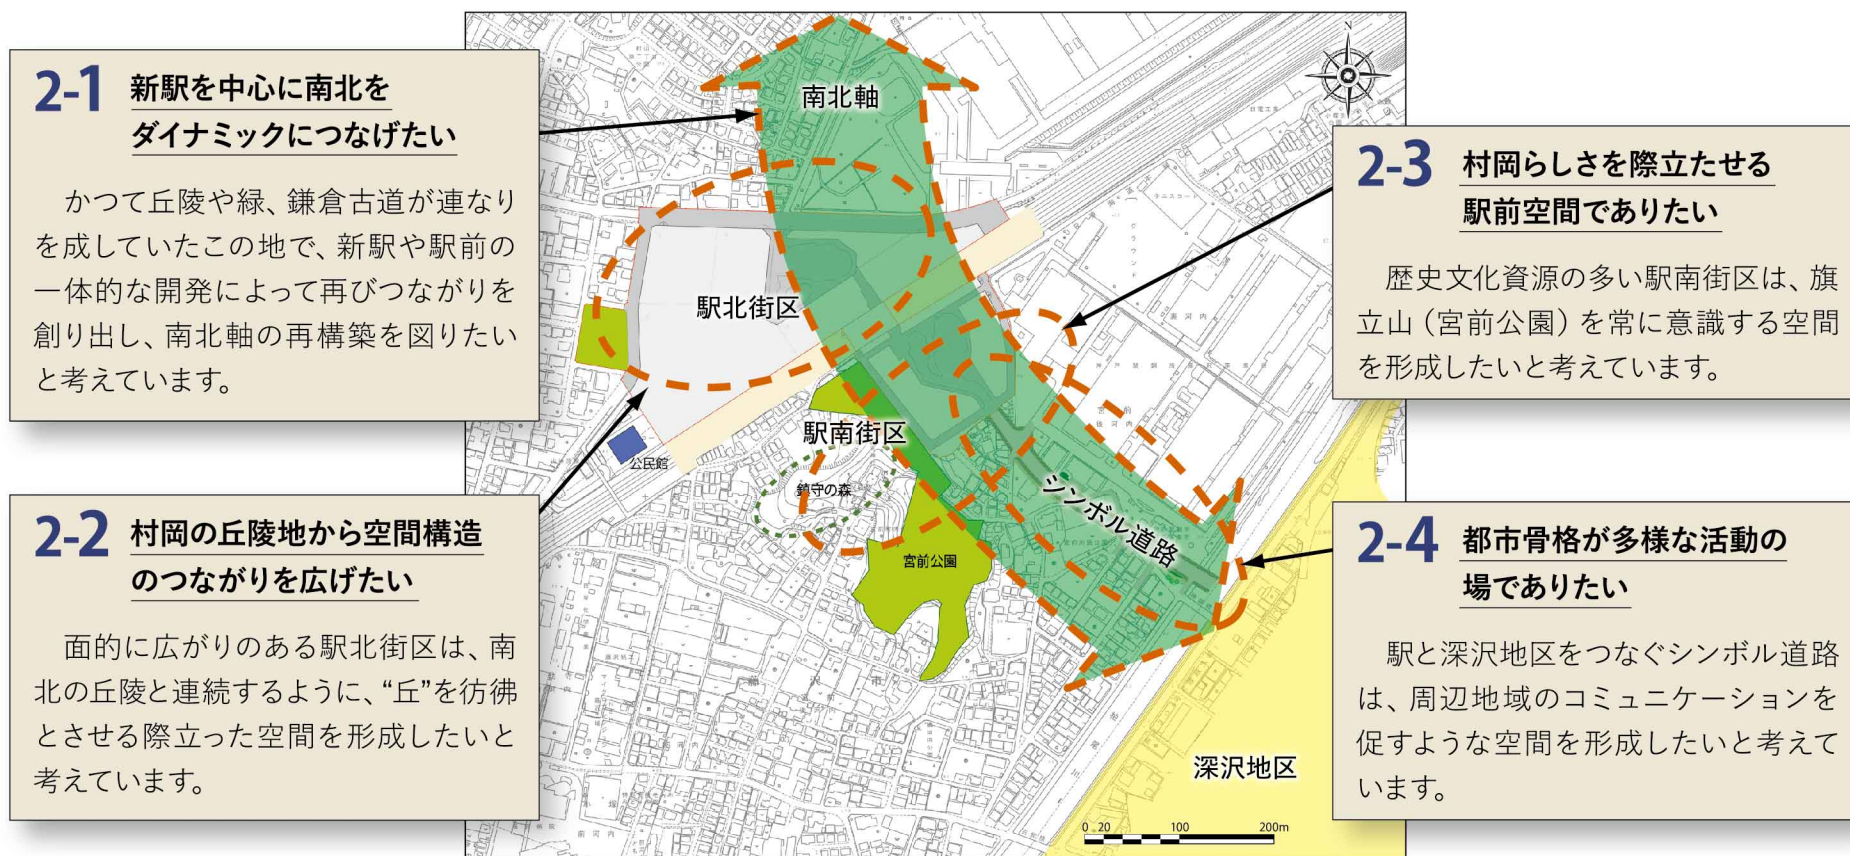 2-1 新駅を中心に南北を
ダイナミックにつなげたい
かつて丘陵や緑、鎌倉古道が連なり
を成していたこの地で、新駅や駅前の
一体的な開発によって再びつながりを
創り出し、南北軸の再構築を図りたい
と考えています。
2-2 村岡の丘陵地から空間構造
のつながりを広げたい
面的に広がりのある駅北街区は、南
北の丘陵と連続するように、“丘”を彷彿
とさせる際立った空間を形成したいと
考えています。
N
南北軸
駅北街区
駅南街区
公民館
鎮守の森
宮前公園
シンボル道路
深沢地区
0 20 100 200m
2-3 村岡らしさを際立たせる
駅前空間でありたい
歴史文化資源の多い駅南街区は、旗
立山（宮前公園）を常に意識する空間
を形成したいと考えています。
2-4 都市骨格が多様な活動の
場でありたい
駅と深沢地区をつなぐシンボル道路
は、周辺地域のコミュニケーションを
促すような空間を形成したいと考えて
います。